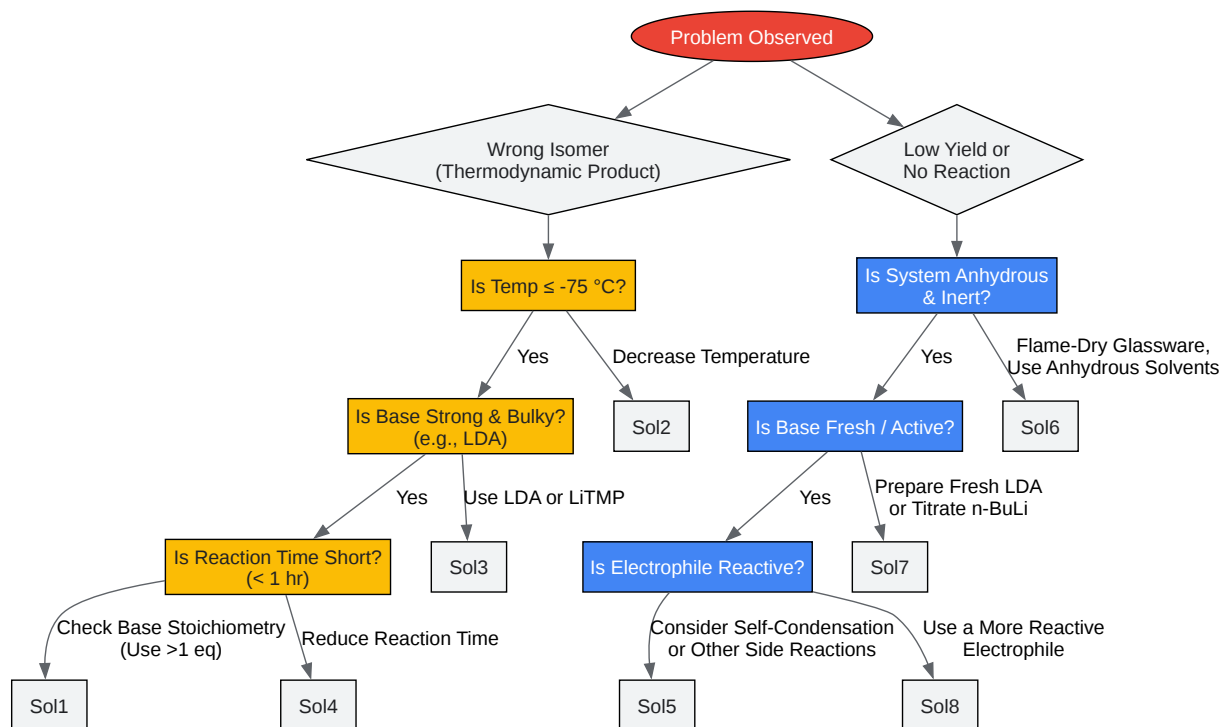 Problem Observed
Wrong Isomer
(Thermodynamic Product)
Low Yield or
No Reaction
Is Temp ≤ -75 °C?
Is System Anhydrous
& Inert?
Yes
Decrease Temperature
Yes
Flame-Dry Glassware,
Use Anhydrous Solvents
Is Base Strong & Bulky?
(e.g., LDA)
Sol2
Is Base Fresh / Active?
Sol6
Yes
Use LDA or LiTMP
Yes
Prepare Fresh LDA
or Titrate n-BuLi
Is Reaction Time Short?
(< 1 hr)
Sol3
Is Electrophile Reactive?
Sol7
Check Base Stoichiometry
(Use >1 eq)
Reduce Reaction Time
Consider Self-Condensation
or Other Side Reactions
Use a More Reactive
Electrophile
Sol1
Sol4
Sol5
Sol8